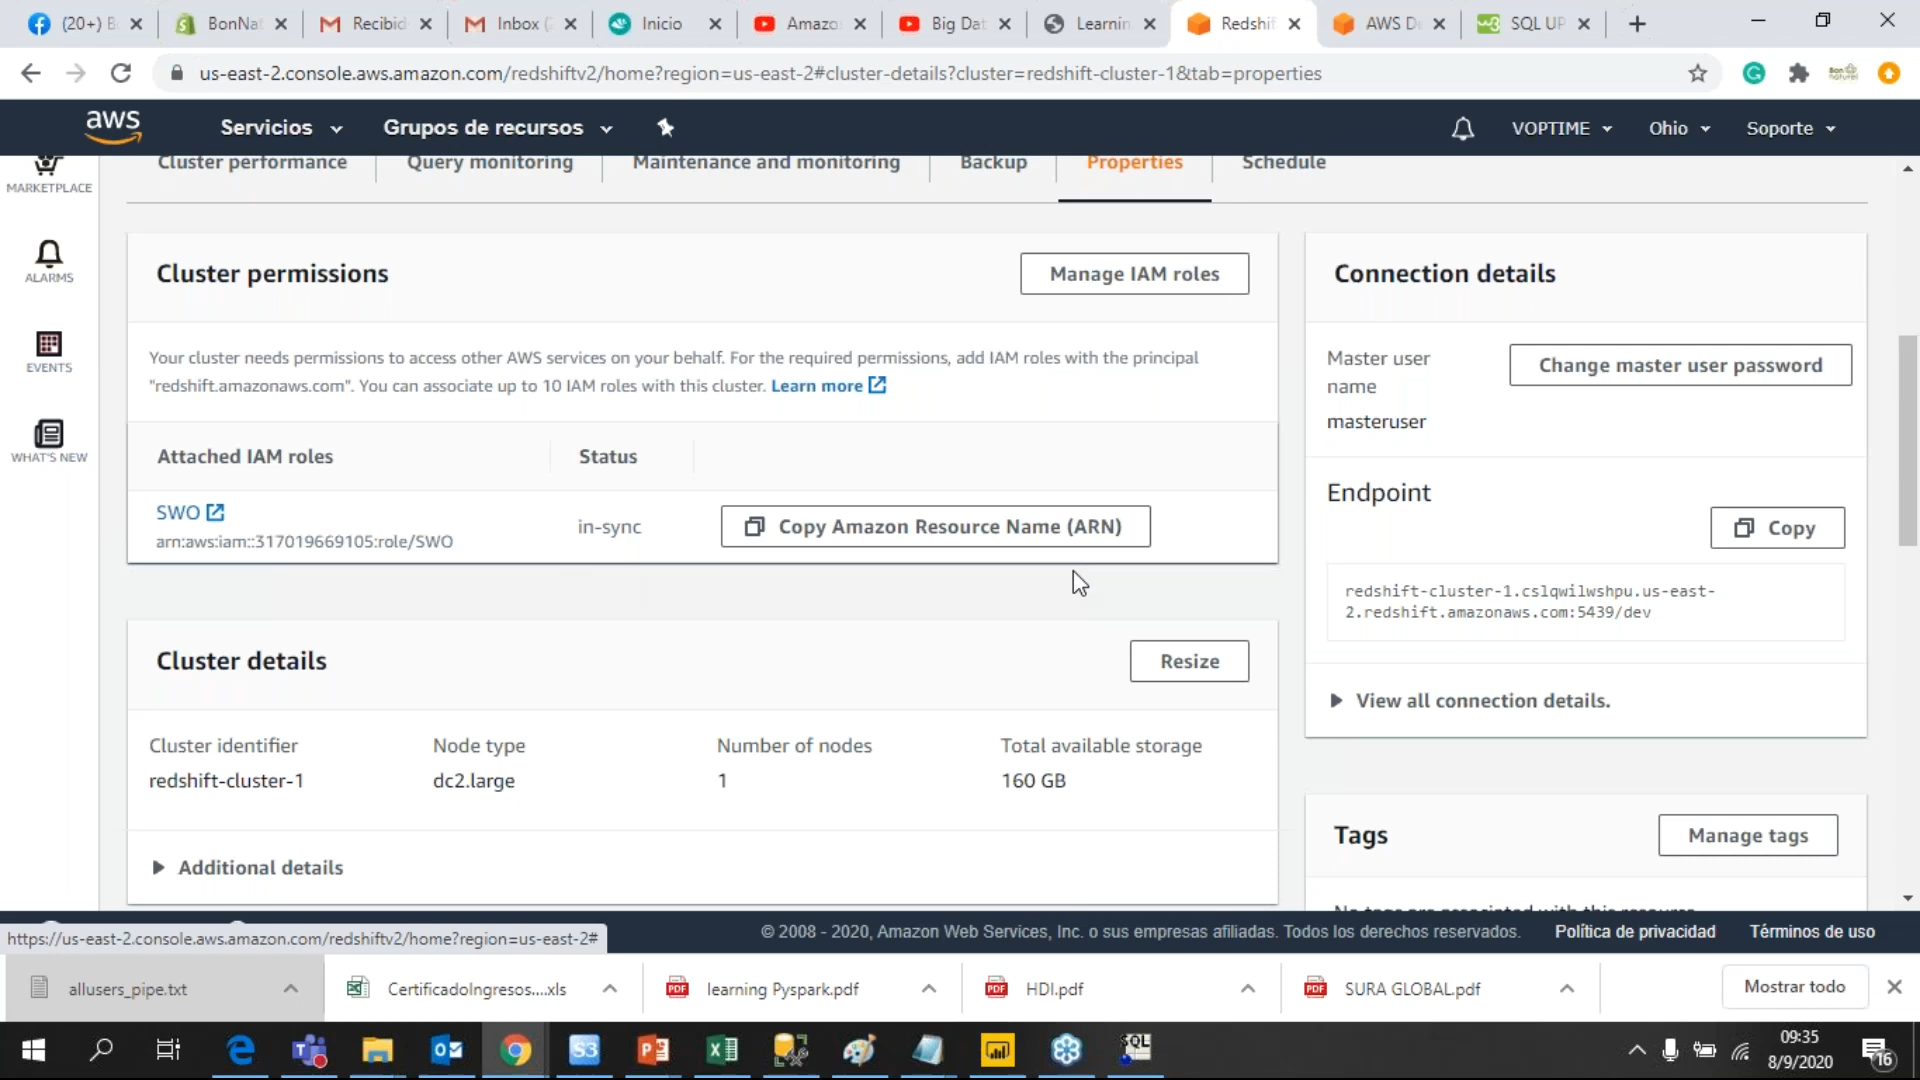 (20+) B
BonNat
Recibid
Inbox (
Inicio
Amazo
Big Dat
Learnin
Redshif
AWS D
SQL UP
us-east-2.console.aws.amazon.com/redshiftv2/home?region=us-east-2#cluster-details?cluster=redshift-cluster-1&tab=properties
aws
Servicios
Grupos de recursos
VOPTIME
Ohio
Soporte
MARKETPLACE
ALARMS
EVENTS
WHAT'S NEW
Cluster performance
Query monitoring
Maintenance and monitoring
Backup
Properties
Schedule
Cluster permissions
Manage IAM roles
Your cluster needs permissions to access other AWS services on your behalf. For the required permissions, add IAM roles with the principal
"redshift.amazonaws.com". You can associate up to 10 IAM roles with this cluster. Learn more
Attached IAM roles
Status
SWO
arn:aws:iam::317019669105:role/SWO
in-sync
Copy Amazon Resource Name (ARN)
Cluster details
Resize
Cluster identifier
Node type
Number of nodes
Total available storage
redshift-cluster-1
dc2.large
1
160 GB
Additional details
Connection details
Master user
name
Change master user password
masteruser
Endpoint
Copy
redshift-cluster-1.cslqwilwshpu.us-east-
2.redshift.amazonaws.com:5439/dev
View all connection details.
Tags
Manage tags
No tags are associated with this resource
https://us-east-2.console.aws.amazon.com/redshiftv2/home?region=us-east-2#
© 2008 - 2020, Amazon Web Services, Inc. o sus empresas afiliadas. Todos los derechos reservados.
Política de privacidad
Términos de uso
allusers_pipe.txt
CertificadoIngresos....xls
learning Pyspark.pdf
HDI.pdf
SURA GLOBAL.pdf
Mostrar todo
09:35
8/9/2020
16